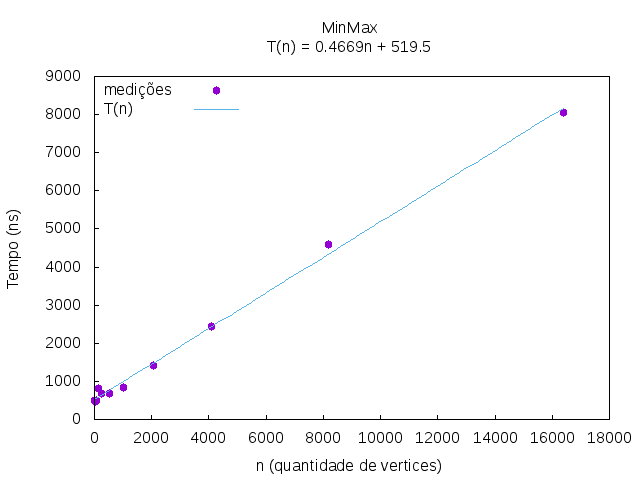 MinMax
T(n) = 0.4669n + 519.5
medições
T(n)
9000
8000
7000
6000
5000
4000
3000
2000
1000
0
Tempo (ns)
0 2000 4000 6000 8000 10000 12000 14000 16000 18000
n (quantidade de vertices)